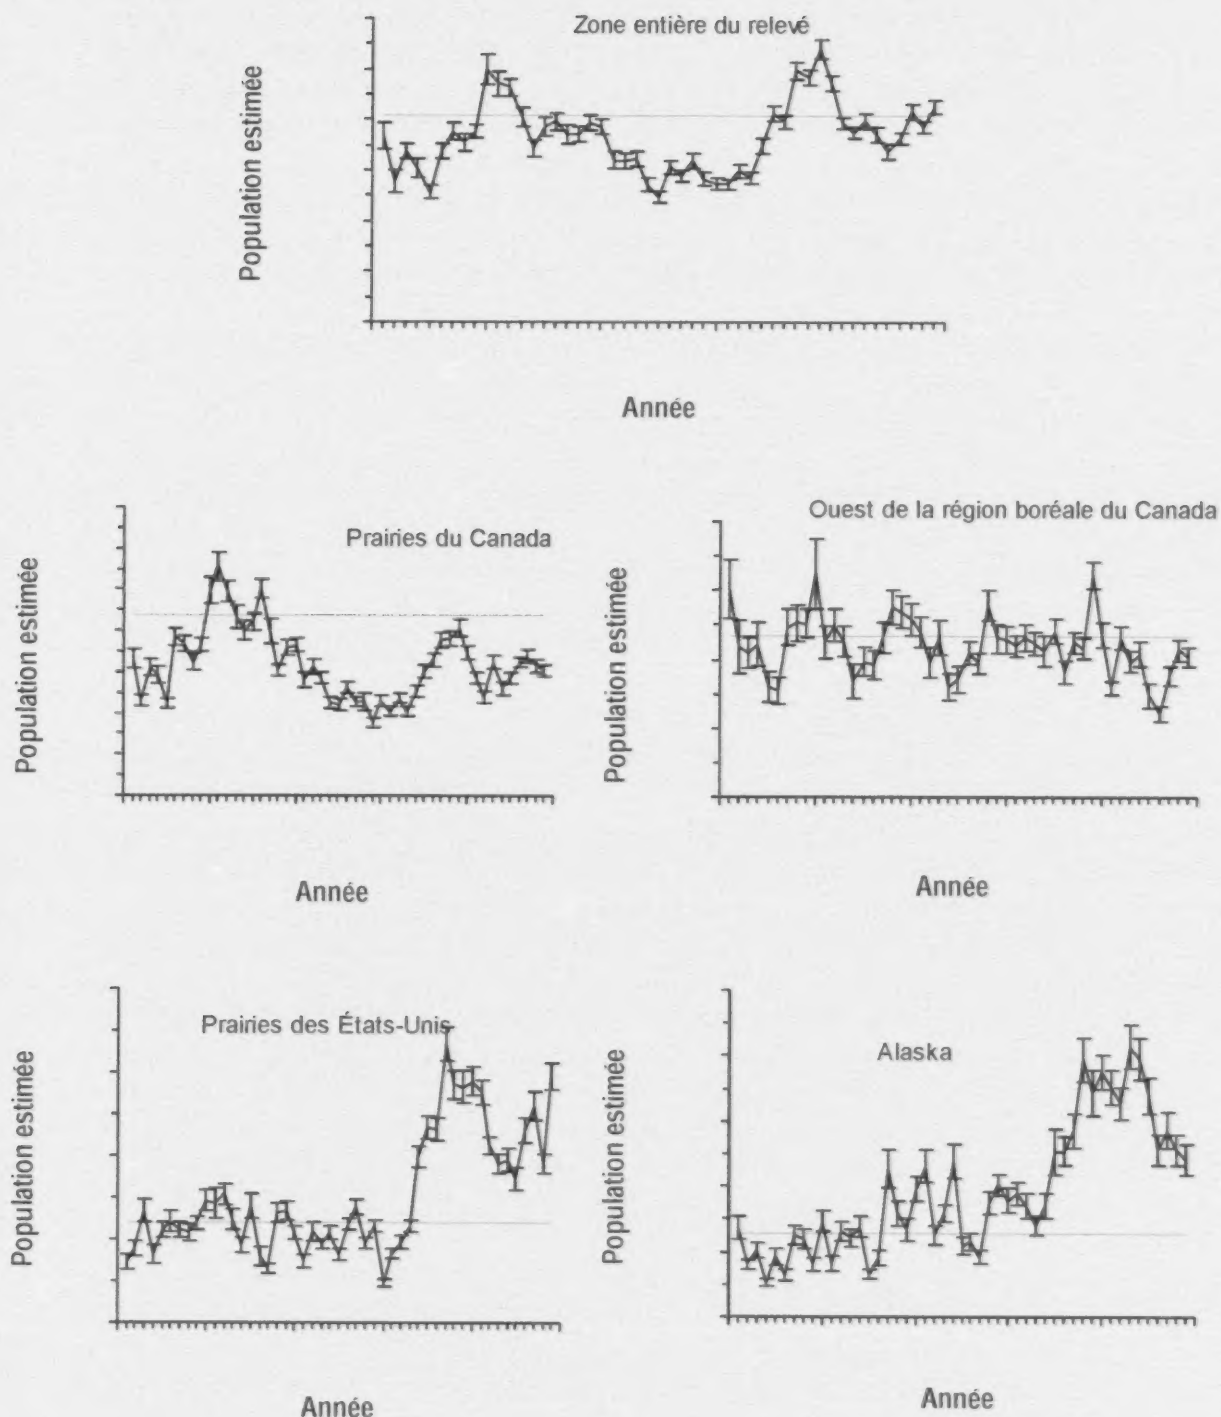 Zone entière du relevé
Population estimée
Année
Prairies du Canada
Population estimée
Année
Ouest de la région boréale du Canada
Population estimée
Année
Prairies des États-Unis
Population estimée
Année
Alaska
Population estimée
Année